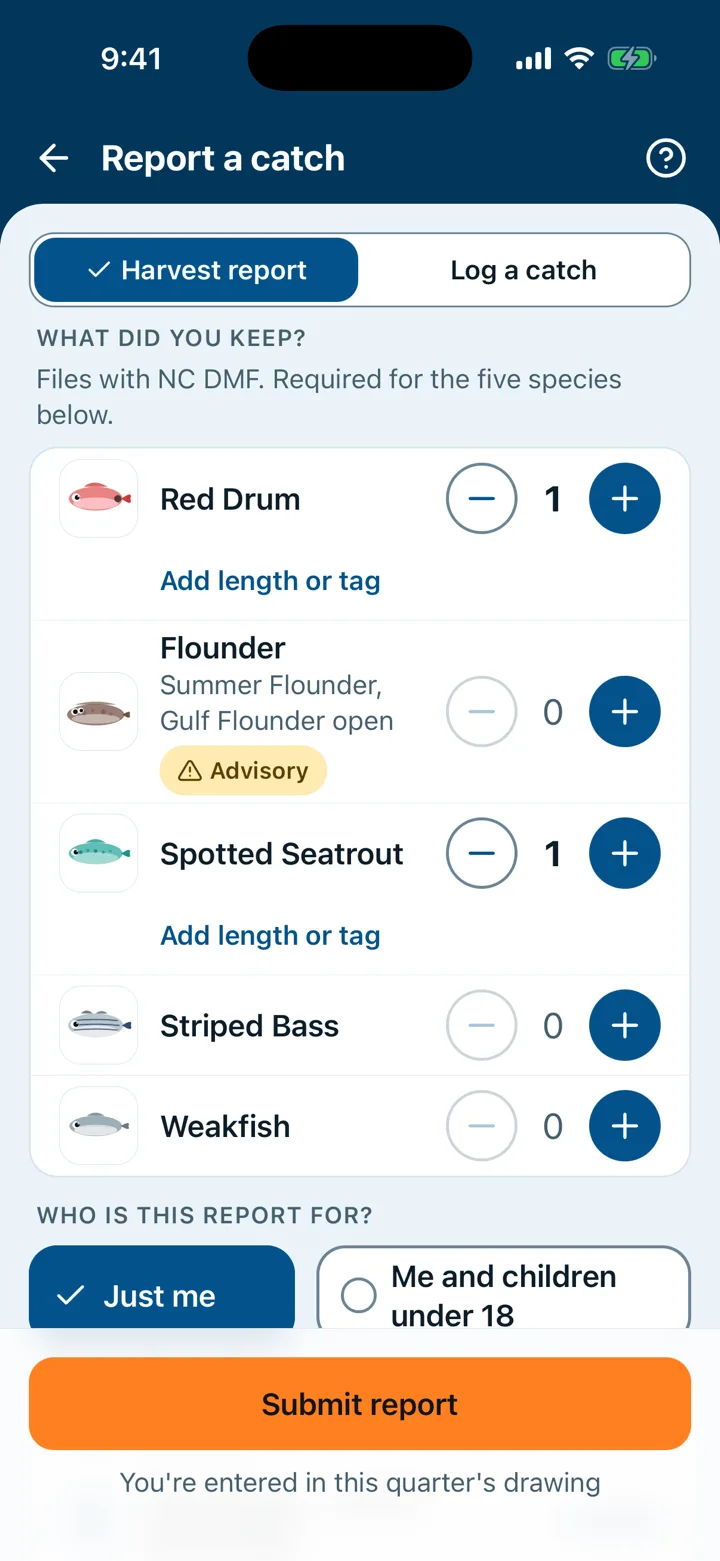 9:41
Report a catch
Harvest report
Log a catch
WHAT DID YOU KEEP?
Files with NC DMF. Required for the five species
below.
Red Drum
1
Add length or tag
Flounder
Summer Flounder,
Gulf Flounder open
0
Advisory
Spotted Seatrout
1
Add length or tag
Striped Bass
0
Weakfish
0
WHO IS THIS REPORT FOR?
Just me
Me and children
under 18
Submit report
You're entered in this quarter's drawing